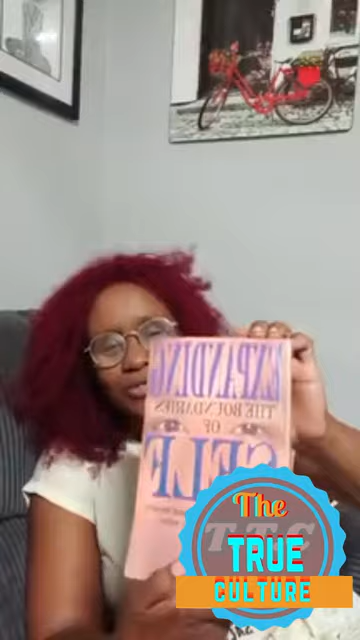 EXPANDING
THE BOUNDARIES
OF
SELF
The
T.T.C
TRUE
CULTURE